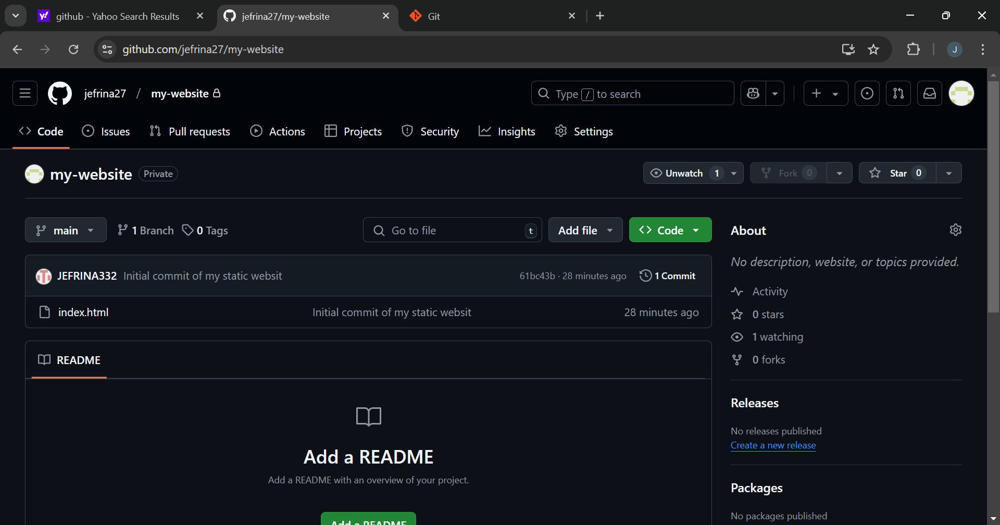 github - Yahoo Search Results
jefrina27/my-website
Git
github.com/jefrina27/my-website
J
jefrina27 / my-website
Type / to search
Code
Issues
Pull requests
Actions
Projects
Security
Insights
Settings
my-website Private
Unwatch 1
Fork 0
Star 0
main
1 Branch
0 Tags
Go to file t
Add file
Code
About
No description, website, or topics provided.
JEFRINA332 Initial commit of my static websit
61bc43b · 28 minutes ago
1 Commit
index.html Initial commit of my static websit 28 minutes ago
Activity
0 stars
1 watching
0 forks
README
Add a README
Add a README with an overview of your project.
Add a README
Releases
No releases published
Create a new release
Packages
No packages published